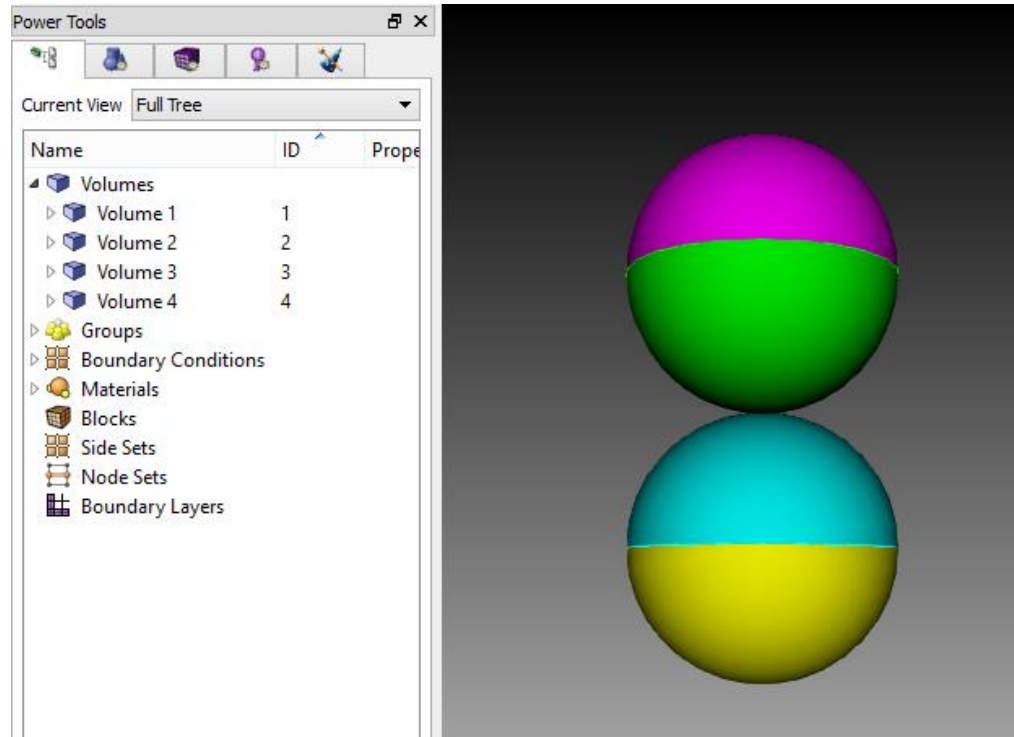 Power Tools
Current View Full Tree
Name ID Prope
Volumes
Volume 1 1
Volume 2 2
Volume 3 3
Volume 4 4
Groups
Boundary Conditions
Materials
Blocks
Side Sets
Node Sets
Boundary Layers